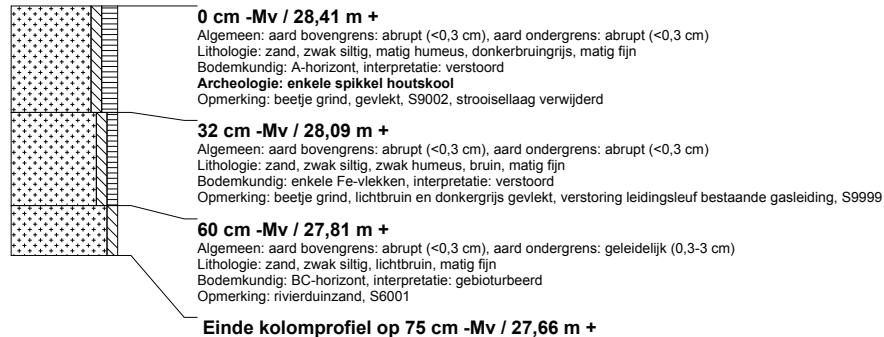 0 cm -Mv / 28,41 m +
Algemeen: aard bovengrens: abrupt (<0,3 cm), aard ondergrens: abrupt (<0,3 cm)
Lithologie: zand, zwak siltig, matig humeus, donkerbruingrijs, matig fijn
Bodemkundig: A-horizont, interpretatie: verstoord
Archeologie: enkele spikkel houtskool
Opmerking: beetje grind, gevlekt, S9002, strooisellaag verwijderd
32 cm -Mv / 28,09 m +
Algemeen: aard bovengrens: abrupt (<0,3 cm), aard ondergrens: abrupt (<0,3 cm)
Lithologie: zand, zwak siltig, zwak humeus, bruin, matig fijn
Bodemkundig: enkele Fe-vlekken, interpretatie: verstoord
Opmerking: beetje grind, lichtbruin en donkergrijs gevlekt, verstoring leidingsleuf bestaande gasleiding, S9999
60 cm -Mv / 27,81 m +
Algemeen: aard bovengrens: abrupt (<0,3 cm), aard ondergrens: geleidelijk (0,3-3 cm)
Lithologie: zand, zwak siltig, lichtbruin, matig fijn
Bodemkundig: BC-horizont, interpretatie: gebioturbeerd
Opmerking: rivierduinzand, S6001
Einde kolomprofiel op 75 cm -Mv / 27,66 m +